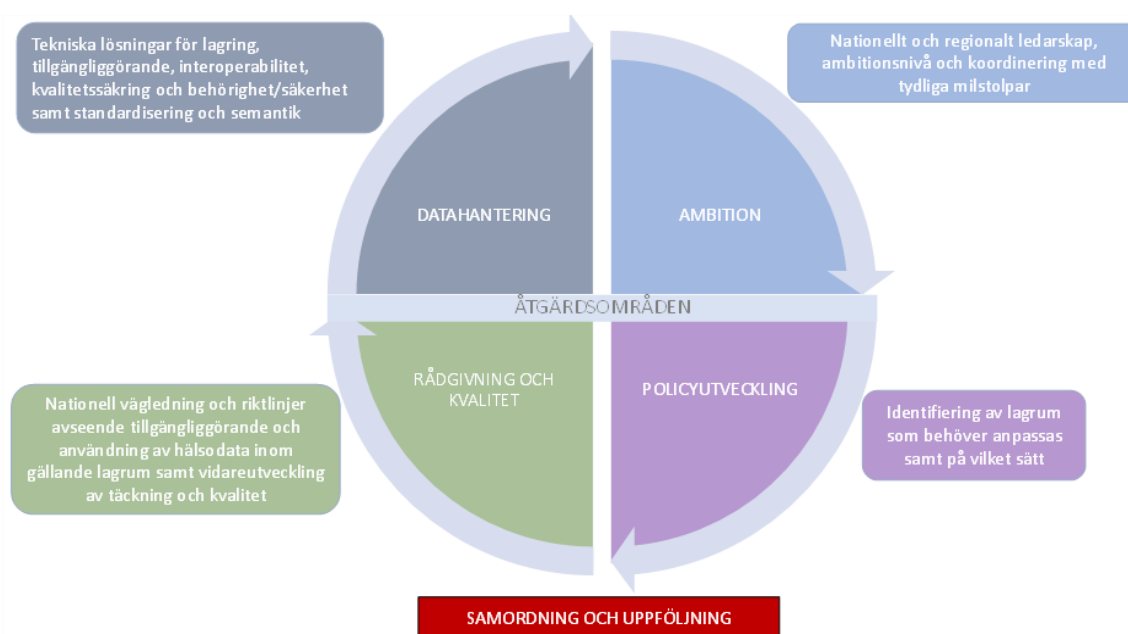 Tekniska lösningar för lagring,
tillgängliggörande, interoperabilitet,
kvalitetssäkring och behörighet/säkerhet
samt standardisering och semantik
Nationellt och regionalt ledarskap,
ambitionsnivå och koordinering med
tydliga milstolpar
DATAHANTERING
AMBITION
ÅTGÄRDSOMRÅDEN
RÅDGIVNING OCH
KVALITET
POLICYUTVECKLING
Nationell vägledning och riktlinjer
avseende tillgängliggörande och
användning av hälsodata inom
gällande lagrum samt vidareutveckling
av täckning och kvalitet
Identifiering av lagrum
som behöver anpassas
samt på vilket sätt
SAMORDNING OCH UPPFÖLJNING